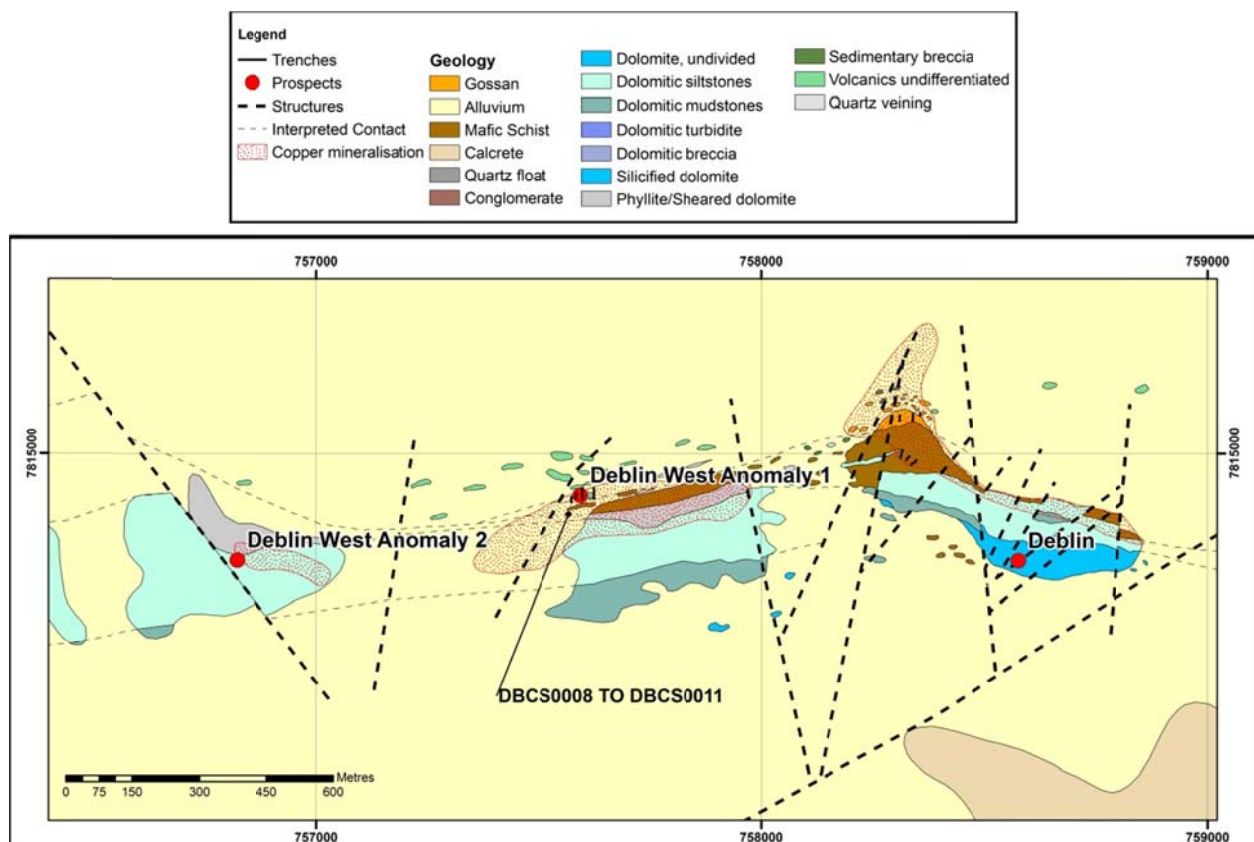 Legend
Trenches
Prospects
Structures
Interpreted Contact
Copper mineralisation
Geology
Gossan
Alluvium
Mafic Schist
Calcrete
Quartz float
Conglomerate
Dolomite, undivided
Dolomitic siltstones
Dolomitic mudstones
Dolomitic turbidite
Dolomitic breccia
Silicified dolomite
Phyllite/Sheared dolomite
Sedimentary breccia
Volcanics undifferentiated
Quartz veining
757000 758000 759000
7815000 7815000
Deblin West Anomaly 1
Deblin West Anomaly 2
Deblin
DBCS0008 TO DBCS0011
Metres
0 75 150 300 450 600
757000 758000 759000